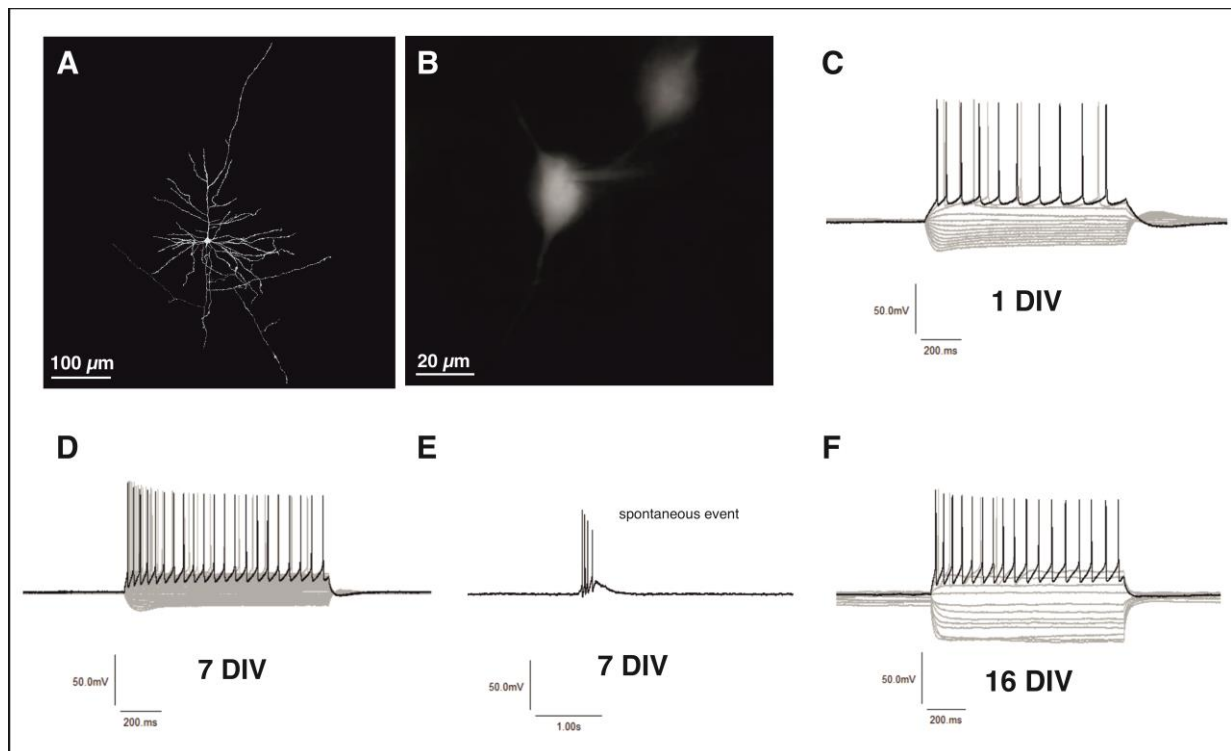 A
100 µm
B
20 µm
C
50.0mV
200.ms
1 DIV
D
50.0mV
200.ms
7 DIV
E
spontaneous event
50.0mV
1.00s
7 DIV
F
50.0mV
200.ms
16 DIV